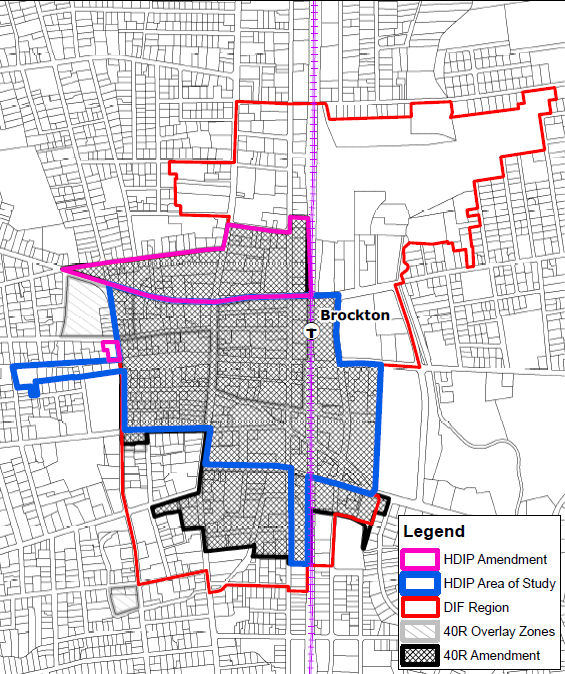 Brockton
T
Legend
HDIP Amendment
HDIP Area of Study
DIF Region
40R Overlay Zones
40R Amendment